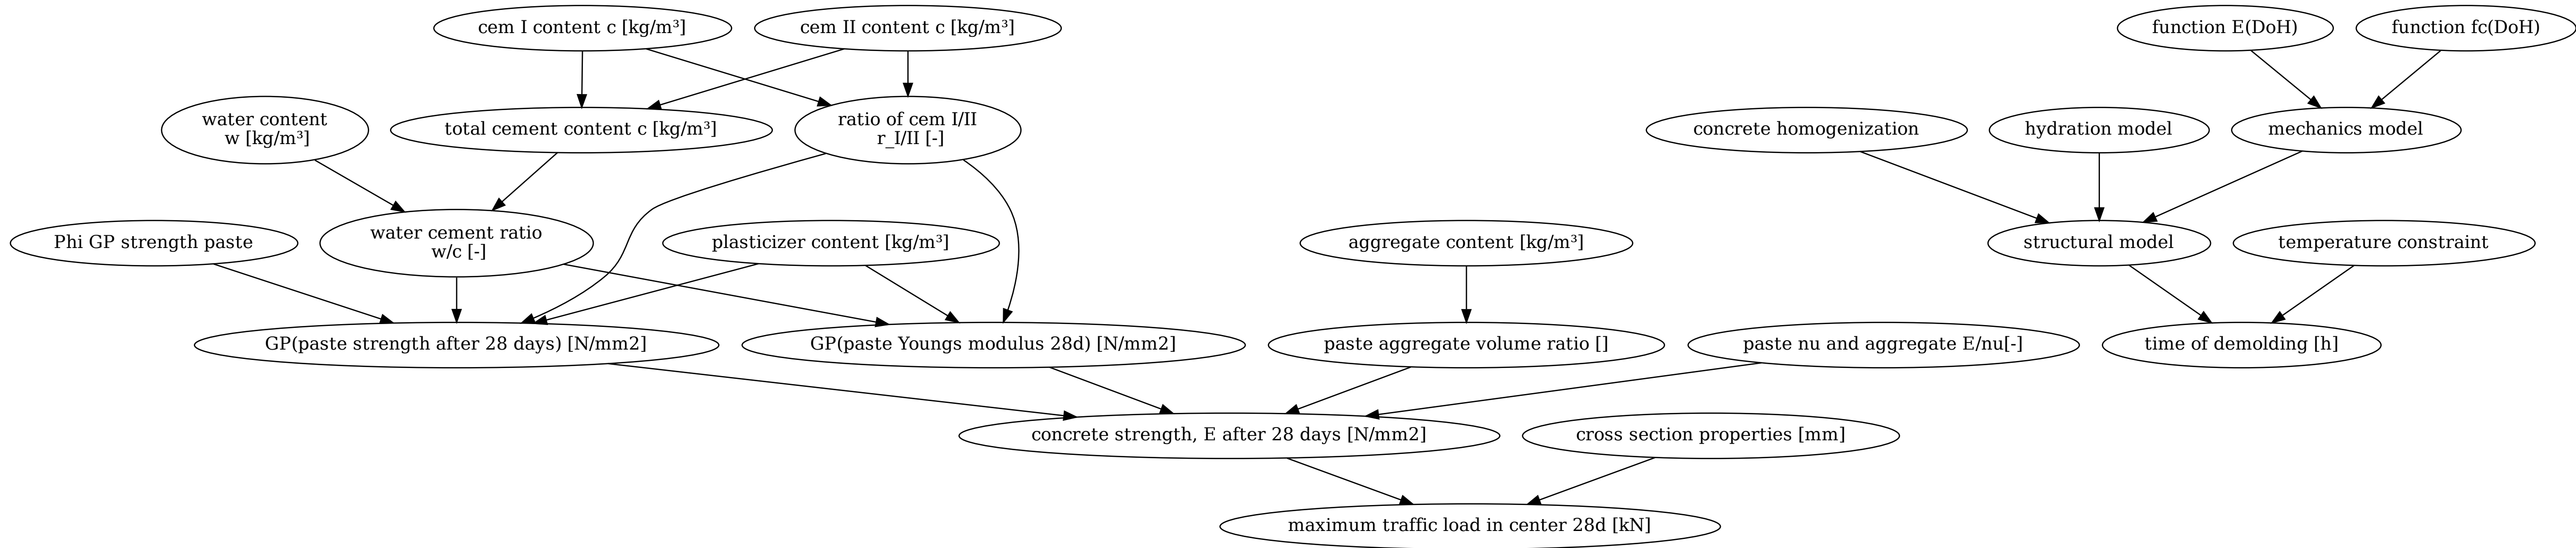 cem I content c [kg/m³]
cem II content c [kg/m³]
function E(DoH)
function fc(DoH)
water content
w [kg/m³]
total cement content c [kg/m³]
ratio of cem I/II
r_I/II [-]
concrete homogenization
hydration model
mechanics model
Phi GP strength paste
water cement ratio
w/c [-]
plasticizer content [kg/m³]
aggregate content [kg/m³]
structural model
temperature constraint
GP(paste strength after 28 days) [N/mm2]
GP(paste Youngs modulus 28d) [N/mm2]
paste aggregate volume ratio []
paste nu and aggregate E/nu[-]
time of demolding [h]
concrete strength, E after 28 days [N/mm2]
cross section properties [mm]
maximum traffic load in center 28d [kN]